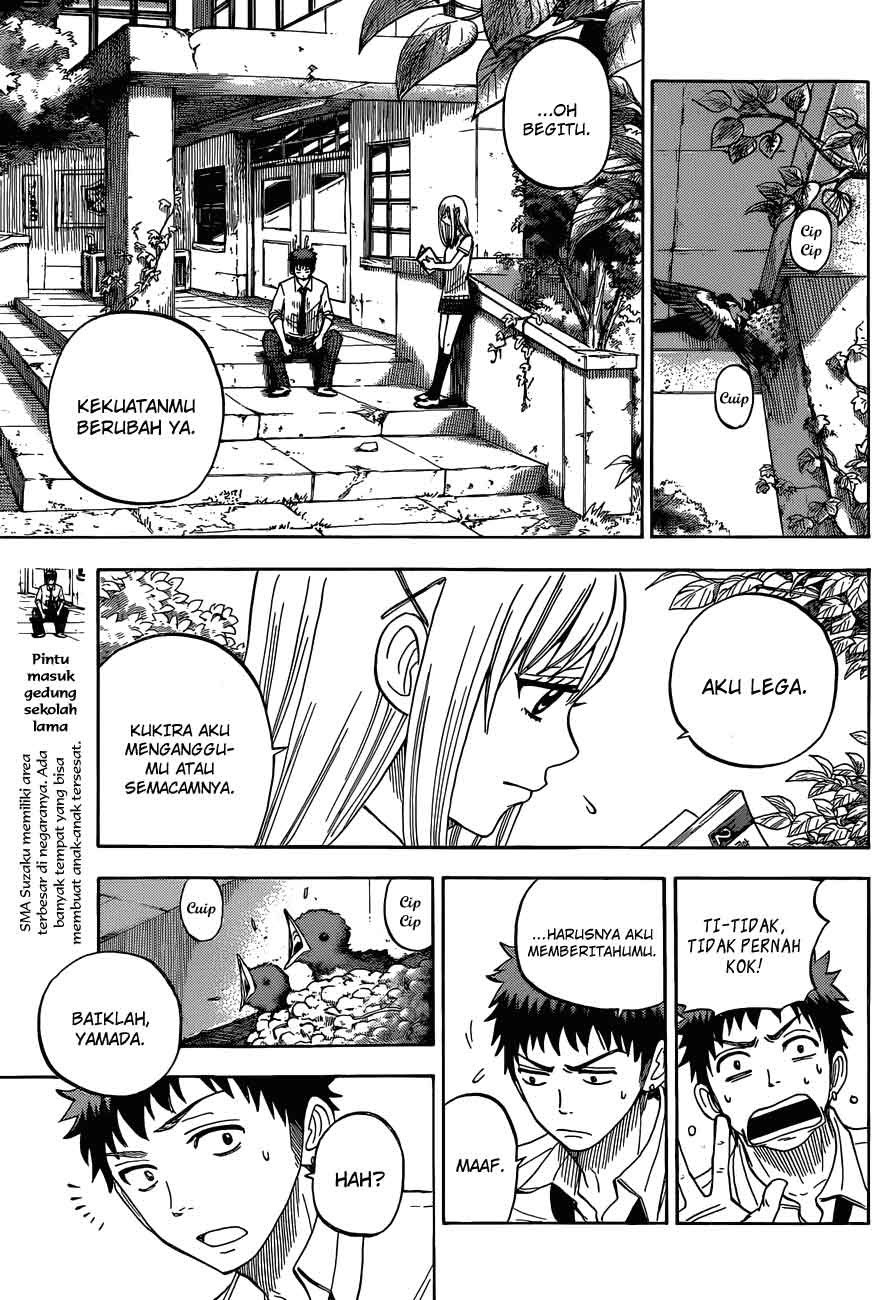 Cip
Cip
Cuip
...OH
BEGITU.
KEKUATANMU
BERUBAH YA.
AKU LEGA.
KUKIRA AKU
MENGANGGU-
MU ATAU
SEMACAMNYA.
Pintu
masuk
gedung
sekolah
lama
SMA Suzaku memiliki area
terbesar di negaranya. Ada
banyak tempat yang bisa
membuat anak-anak tersesat.
TI-TIDAK,
TIDAK PERNAH
KOK!
...HARUSNYA AKU
MEMBERITAHUMU.
MAAF.
Cip
Cip
Cuip
BAIKLAH,
YAMADA.
HAH?